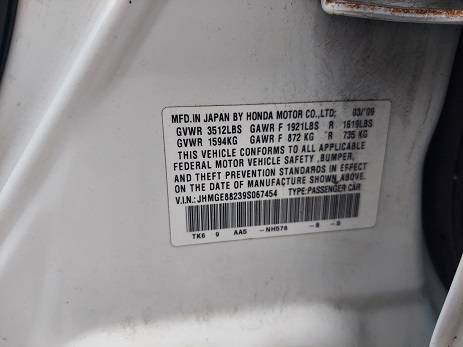 MFD.IN JAPAN BY HONDA MOTOR CO.,LTD; 03/'09
GVWR 3512LBS GAWR F 1921LBS R 1619LBS
GVWR 1594KG GAWR F 872 KG R 735 KG
THIS VEHICLE CONFORMS TO ALL APPLICABLE
FEDERAL MOTOR VEHICLE SAFETY ,BUMPER,
AND THEFT PREVENTION STANDARDS IN EFFECT
ON THE DATE OF MANUFACTURE SHOWN ABOVE.
V.I.N.: JHMGE88239S067454 TYPE:PASSENGER CAR
TK6 9 AA5 -NH578 -B -S